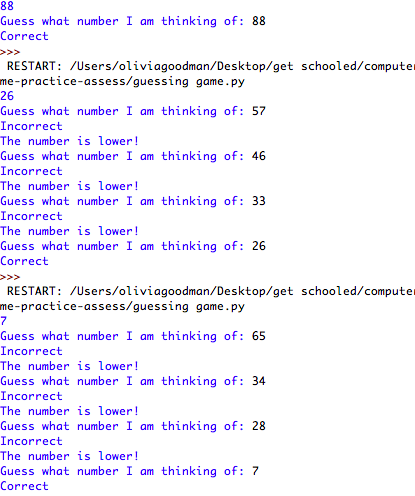 88
Guess what number I am thinking of: 88
Correct
>>>
RESTART: /Users/oliviagoodman/Desktop/get schooled/computer
me-practice-assess/guessing game.py
26
Guess what number I am thinking of: 57
Incorrect
The number is lower!
Guess what number I am thinking of: 46
Incorrect
The number is lower!
Guess what number I am thinking of: 33
Incorrect
The number is lower!
Guess what number I am thinking of: 26
Correct
>>>
RESTART: /Users/oliviagoodman/Desktop/get schooled/computer
me-practice-assess/guessing game.py
7
Guess what number I am thinking of: 65
Incorrect
The number is lower!
Guess what number I am thinking of: 34
Incorrect
The number is lower!
Guess what number I am thinking of: 28
Incorrect
The number is lower!
Guess what number I am thinking of: 7
Correct